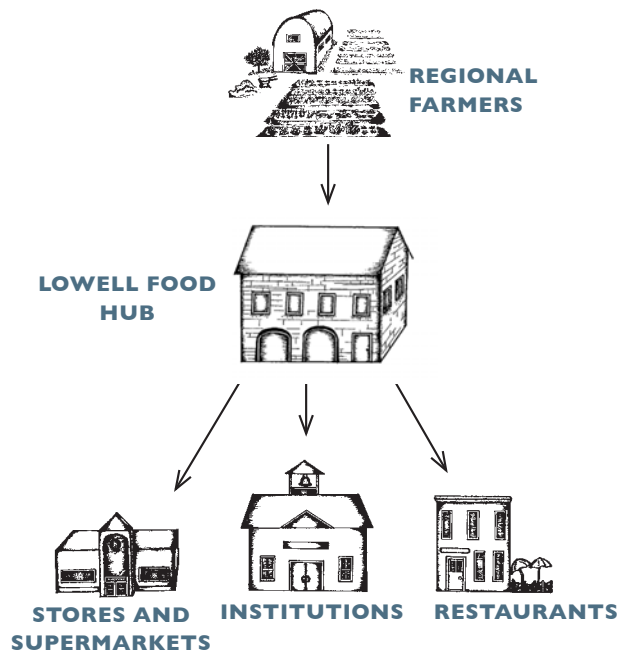 REGIONAL
FARMERS
LOWELL FOOD
HUB
STORES AND
SUPERMARKETS
INSTITUTIONS
RESTAURANTS